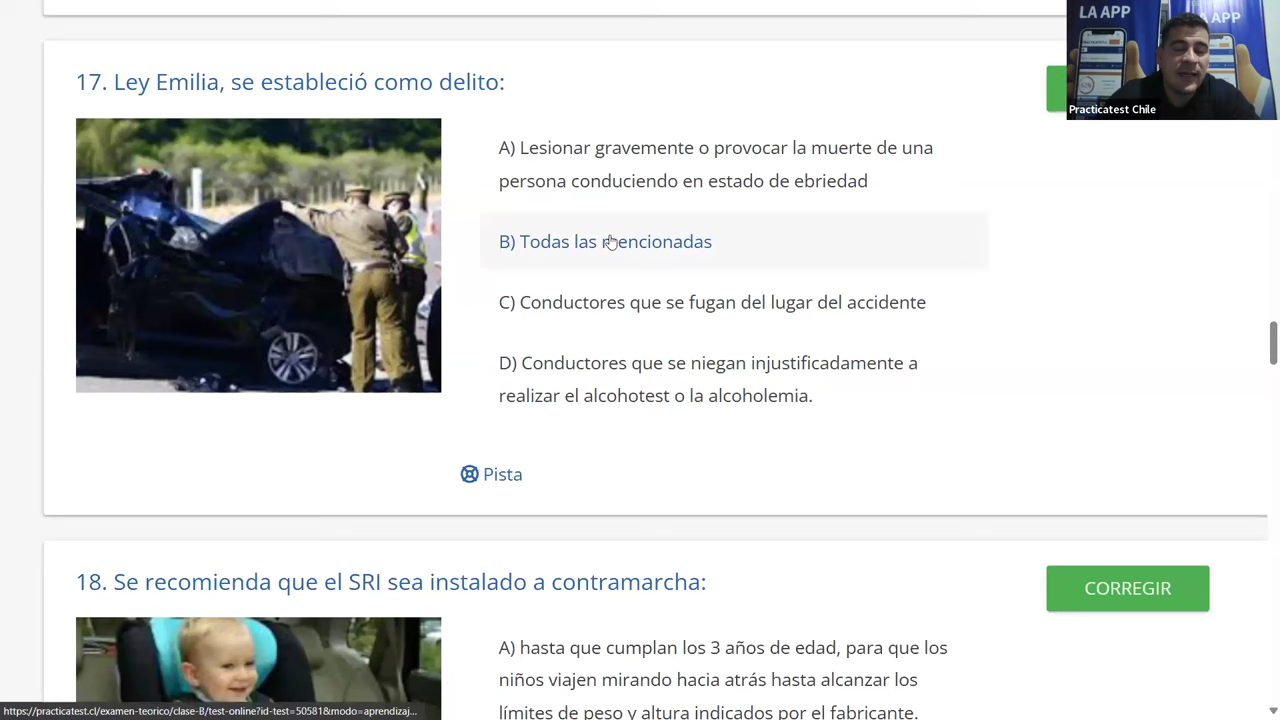 LA APP
LA APP
Practicatest Chile
17. Ley Emilia, se estableció como delito:
A) Lesionar gravemente o provocar la muerte de una
persona conduciendo en estado de ebriedad
B) Todas las mencionadas
C) Conductores que se fugan del lugar del accidente
D) Conductores que se niegan injustificadamente a
realizar el alcohotest o la alcoholemia.
Pista
18. Se recomienda que el SRI sea instalado a contramarcha:
CORREGIR
A) hasta que cumplan los 3 años de edad, para que los
niños viajen mirando hacia atrás hasta alcanzar los
límites de peso y altura indicados por el fabricante.
https://practicatest.cl/examen-teorico/clase-B/test-online?id-test=50581&modo=aprendizaj...